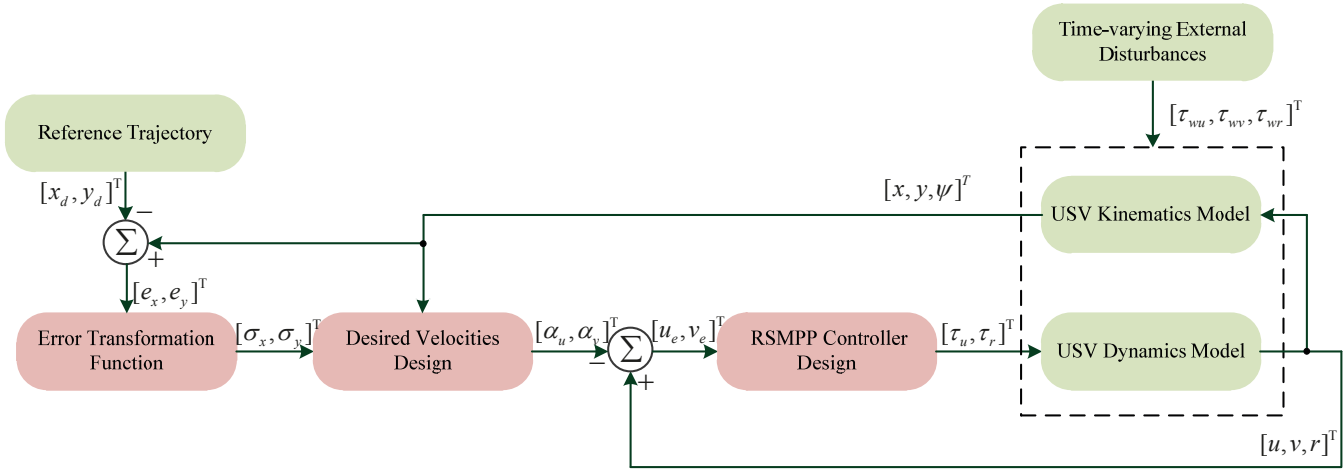 Time-varying External
Disturbances
[τ_wu, τ_wv, τ_wr]^T
Reference Trajectory
[x_d, y_d]^T
−
Σ
+
[x, y, ψ]^T
USV Kinematics Model
[e_x, e_y]^T
Error Transformation
Function
[σ_x, σ_y]^T
Desired Velocities
Design
[α_u, α_v]^T
−
Σ
+
[u_e, v_e]^T
RSMPP Controller
Design
[τ_u, τ_r]^T
USV Dynamics Model
[u, v, r]^T